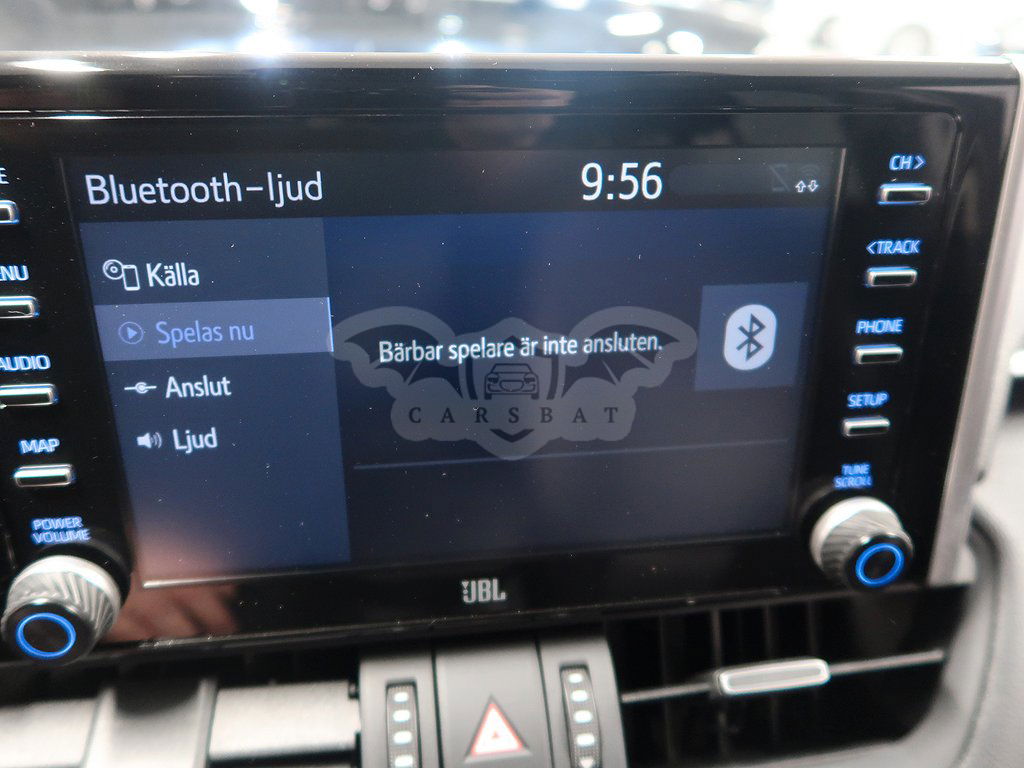 Bluetooth-ljud
9:56
CH>
<TRACK
PHONE
SETUP
TUNE
SCROLL
E
ENU
AUDIO
MAP
POWER
VOLUME
Källa
Spelas nu
Anslut
Ljud
Bärbar spelare är inte ansluten.
CARSBAT
JBL